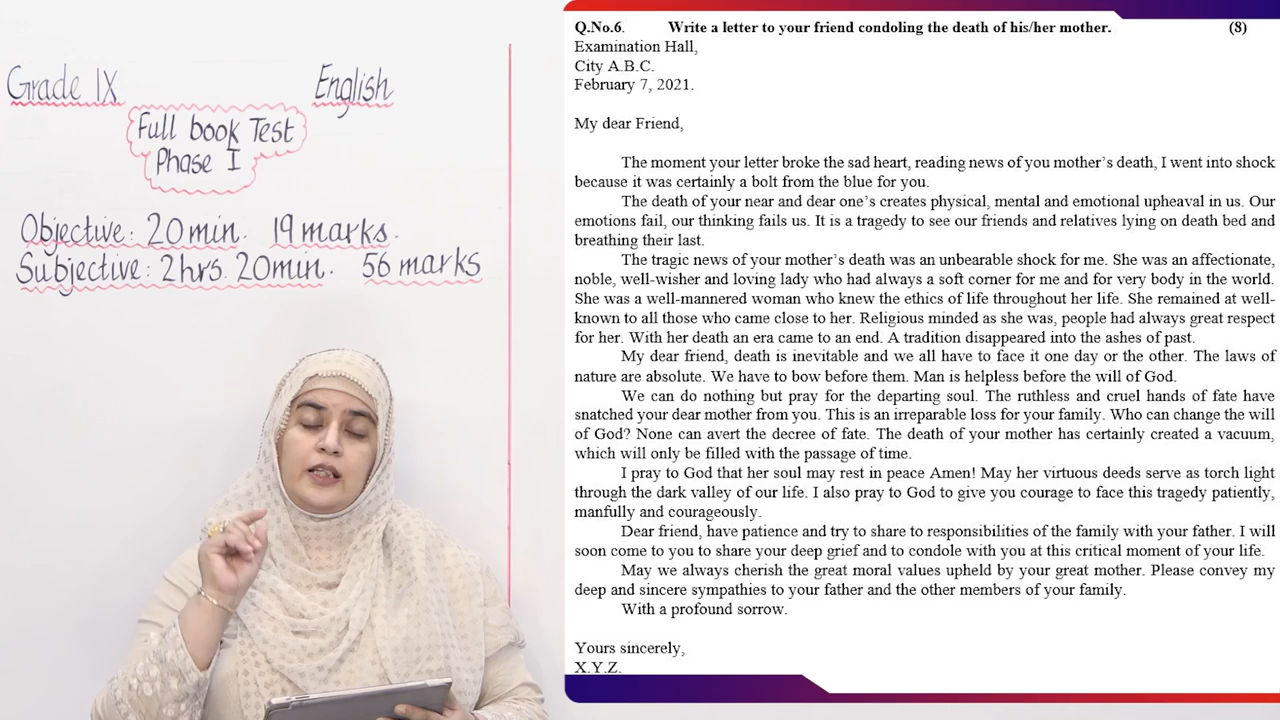 Grade IX English
Full book Test
Phase I
Objective: 20 min. 19 marks.
Subjective: 2 hrs. 20 min. 56 marks
Q.No.6. Write a letter to your friend condoling the death of his/her mother. (8)
Examination Hall,
City A.B.C.
February 7, 2021.
My dear Friend,
The moment your letter broke the sad heart, reading news of you mother's death, I went into shock
because it was certainly a bolt from the blue for you.
The death of your near and dear one's creates physical, mental and emotional upheaval in us. Our
emotions fail, our thinking fails us. It is a tragedy to see our friends and relatives lying on death bed and
breathing their last.
The tragic news of your mother's death was an unbearable shock for me. She was an affectionate,
noble, well-wisher and loving lady who had always a soft corner for me and for very body in the world.
She was a well-mannered woman who knew the ethics of life throughout her life. She remained at well-
known to all those who came close to her. Religious minded as she was, people had always great respect
for her. With her death an era came to an end. A tradition disappeared into the ashes of past.
My dear friend, death is inevitable and we all have to face it one day or the other. The laws of
nature are absolute. We have to bow before them. Man is helpless before the will of God.
We can do nothing but pray for the departing soul. The ruthless and cruel hands of fate have
snatched your dear mother from you. This is an irreparable loss for your family. Who can change the will
of God? None can avert the decree of fate. The death of your mother has certainly created a vacuum,
which will only be filled with the passage of time.
I pray to God that her soul may rest in peace Amen! May her virtuous deeds serve as torch light
through the dark valley of our life. I also pray to God to give you courage to face this tragedy patiently,
manfully and courageously.
Dear friend, have patience and try to share to responsibilities of the family with your father. I will
soon come to you to share your deep grief and to condole with you at this critical moment of your life.
May we always cherish the great moral values upheld by your great mother. Please convey my
deep and sincere sympathies to your father and the other members of your family.
With a profound sorrow.
Yours sincerely,
X.Y.Z.